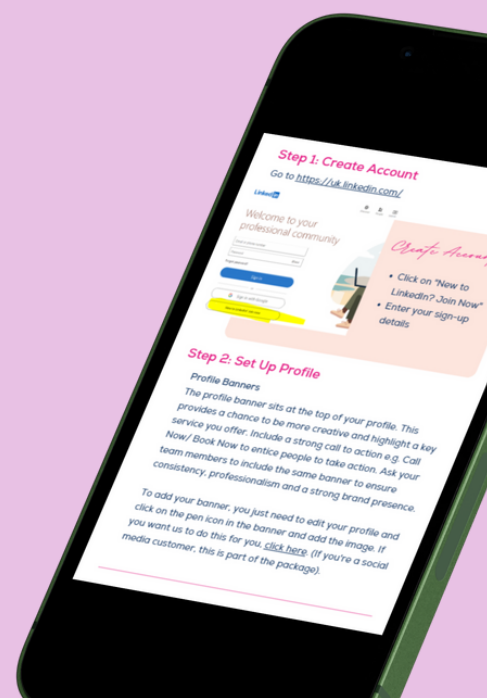 Step 1: Create Account
Go to https://uk.linkedin.com/
LinkedIn
Welcome to your
professional community
Sign in
Sign in with Google
Create Account
• Click on "New to
LinkedIn? Join Now"
• Enter your sign-up
details
Step 2: Set Up Profile
Profile Banners
The profile banner sits at the top of your profile. This
provides a chance to be more creative and highlight a key
service you offer. Include a strong call to action e.g. Call
Now/ Book Now to entice people to take action. Ask your
team members to include the same banner to ensure
consistency, professionalism and a strong brand presence.
To add your banner, you just need to edit your profile and
click on the pen icon in the banner and add the image. If
you want us to do this for you, click here. (If you're a social
media customer, this is part of the package).